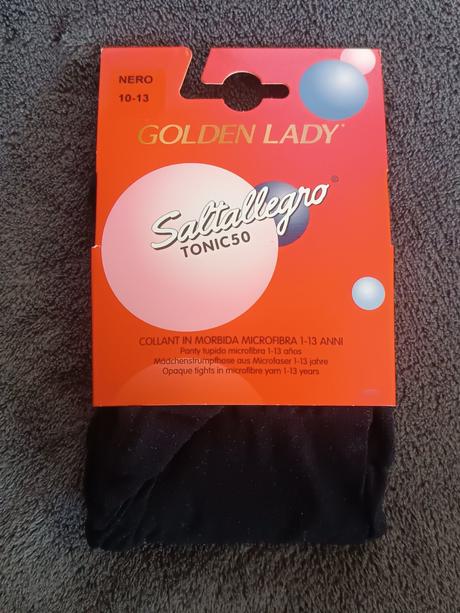 NERO
10-13
GOLDEN LADY®
Saltallegro®
TONIC50
COLLANT IN MORBIDA MICROFIBRA 1-13 ANNI
Panty tupido microfibra 1-13 años
Mädchenstrumpfhose aus Microfaser 1-13 jahre
Opaque tights in microfibre yarn 1-13 years